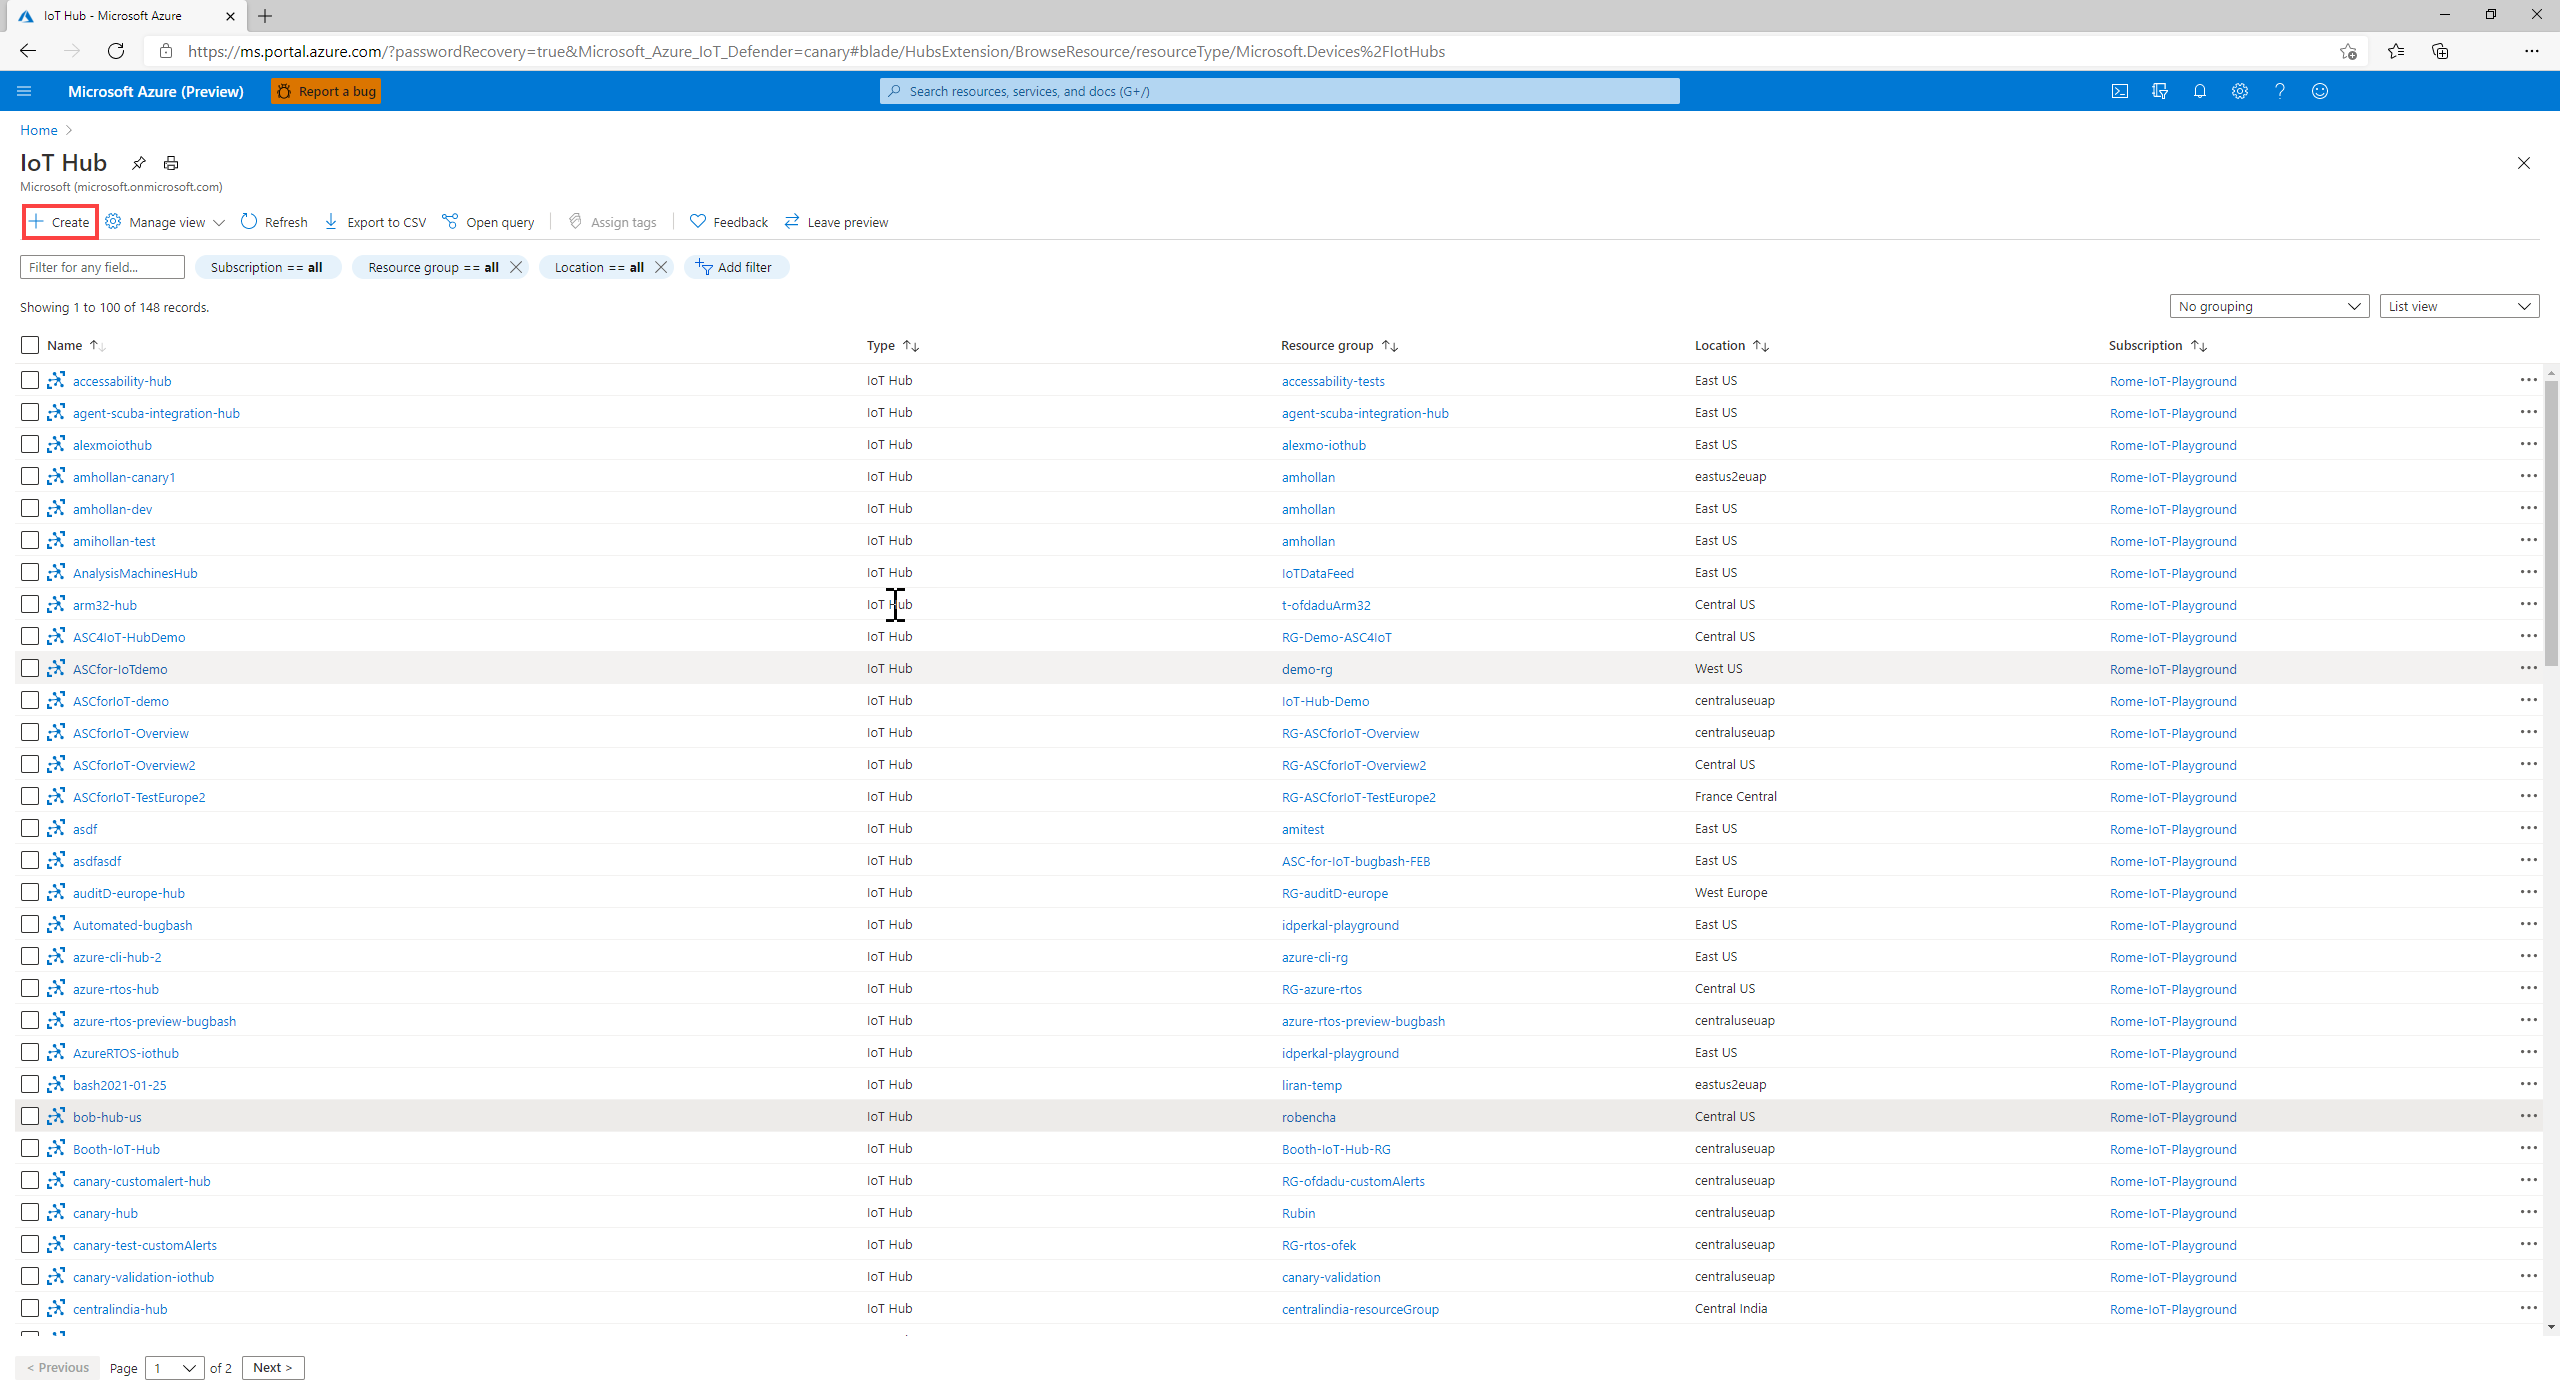 IoT Hub - Microsoft Azure
https://ms.portal.azure.com/?passwordRecovery=true&Microsoft_Azure_IoT_Defender=canary#blade/HubsExtension/BrowseResource/resourceType/Microsoft.Devices%2FIotHubs
Microsoft Azure (Preview) Report a bug Search resources, services, and docs (G+/)
Home
IoT Hub
Microsoft (microsoft.onmicrosoft.com)
Create Manage view Refresh Export to CSV Open query Assign tags Feedback Leave preview
Filter for any field... Subscription == all Resource group == all Location == all Add filter
Showing 1 to 100 of 148 records. No grouping List view
Name Type Resource group Location Subscription
accessability-hub IoT Hub accessability-tests East US Rome-IoT-Playground
agent-scuba-integration-hub IoT Hub agent-scuba-integration-hub East US Rome-IoT-Playground
alexmoiothub IoT Hub alexmo-iothub East US Rome-IoT-Playground
amhollan-canary1 IoT Hub amhollan eastus2euap Rome-IoT-Playground
amhollan-dev IoT Hub amhollan East US Rome-IoT-Playground
amihollan-test IoT Hub amhollan East US Rome-IoT-Playground
AnalysisMachinesHub IoT Hub IoTDataFeed East US Rome-IoT-Playground
arm32-hub IoT Hub t-ofdaduArm32 Central US Rome-IoT-Playground
ASC4IoT-HubDemo IoT Hub RG-Demo-ASC4IoT Central US Rome-IoT-Playground
ASCfor-IoTdemo IoT Hub demo-rg West US Rome-IoT-Playground
ASCforIoT-demo IoT Hub IoT-Hub-Demo centraluseuap Rome-IoT-Playground
ASCforIoT-Overview IoT Hub RG-ASCforIoT-Overview centraluseuap Rome-IoT-Playground
ASCforIoT-Overview2 IoT Hub RG-ASCforIoT-Overview2 Central US Rome-IoT-Playground
ASCforIoT-TestEurope2 IoT Hub RG-ASCforIoT-TestEurope2 France Central Rome-IoT-Playground
asdf IoT Hub amitest East US Rome-IoT-Playground
asdfasdf IoT Hub ASC-for-IoT-bugbash-FEB East US Rome-IoT-Playground
auditD-europe-hub IoT Hub RG-auditD-europe West Europe Rome-IoT-Playground
Automated-bugbash IoT Hub idperkal-playground East US Rome-IoT-Playground
azure-cli-hub-2 IoT Hub azure-cli-rg East US Rome-IoT-Playground
azure-rtos-hub IoT Hub RG-azure-rtos Central US Rome-IoT-Playground
azure-rtos-preview-bugbash IoT Hub azure-rtos-preview-bugbash centraluseuap Rome-IoT-Playground
AzureRTOS-iothub IoT Hub idperkal-playground East US Rome-IoT-Playground
bash2021-01-25 IoT Hub liran-temp eastus2euap Rome-IoT-Playground
bob-hub-us IoT Hub robencha Central US Rome-IoT-Playground
Booth-IoT-Hub IoT Hub Booth-IoT-Hub-RG centraluseuap Rome-IoT-Playground
canary-customalert-hub IoT Hub RG-ofdadu-customAlerts centraluseuap Rome-IoT-Playground
canary-hub IoT Hub Rubin centraluseuap Rome-IoT-Playground
canary-test-customAlerts IoT Hub RG-rtos-ofek centraluseuap Rome-IoT-Playground
canary-validation-iothub IoT Hub canary-validation centraluseuap Rome-IoT-Playground
centralindia-hub IoT Hub centralindia-resourceGroup Central India Rome-IoT-Playground
< Previous Page 1 of 2 Next >